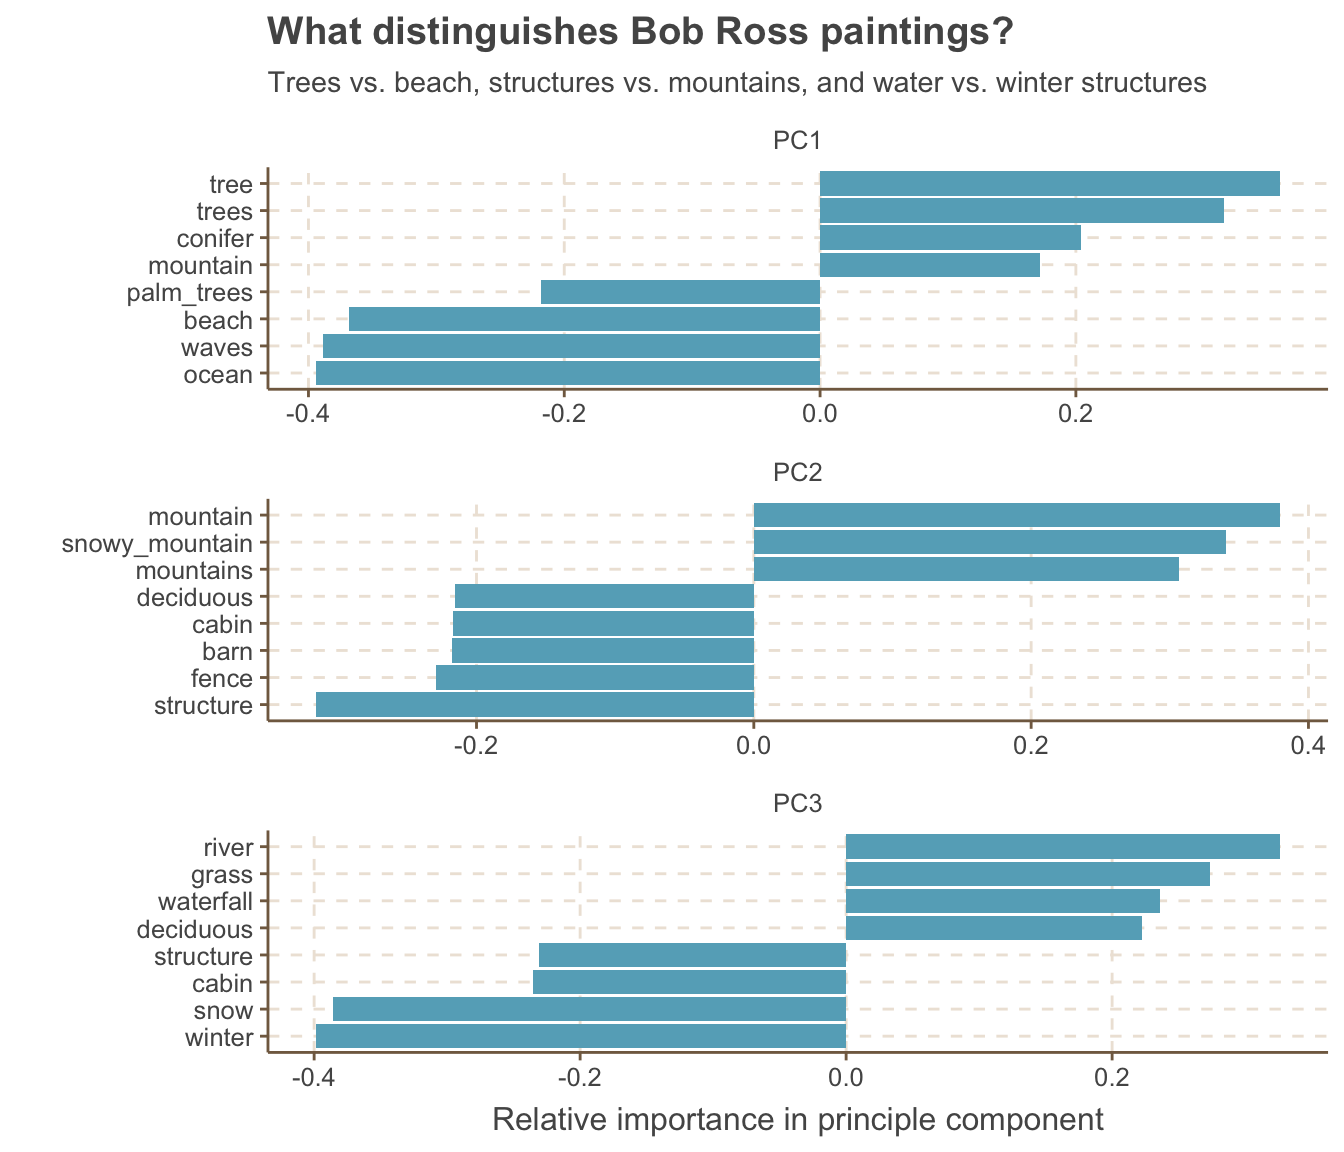 What distinguishes Bob Ross paintings?
Trees vs. beach, structures vs. mountains, and water vs. winter structures
PC1
tree
trees
conifer
mountain
palm_trees
beach
waves
ocean
-0.4 -0.2 0.0 0.2
PC2
mountain
snowy_mountain
mountains
deciduous
cabin
barn
fence
structure
-0.2 0.0 0.2 0.4
PC3
river
grass
waterfall
deciduous
structure
cabin
snow
winter
-0.4 -0.2 0.0 0.2
Relative importance in principle component